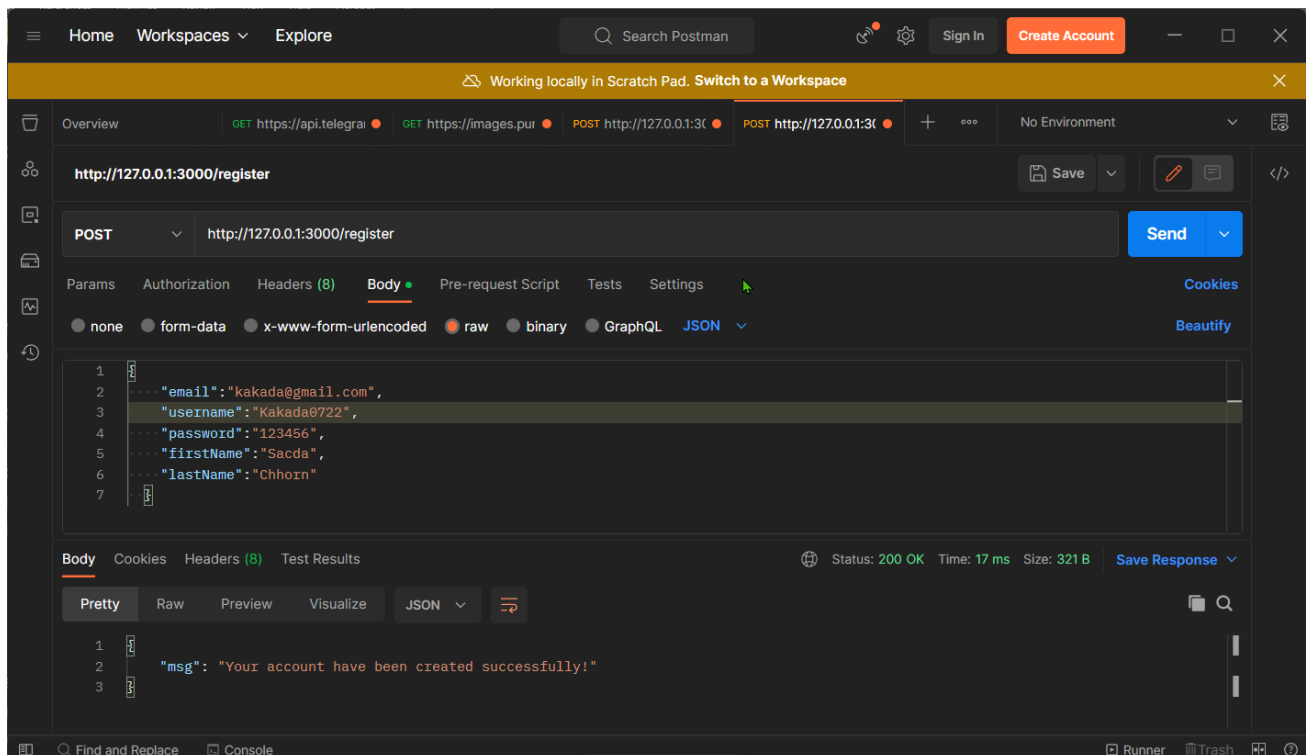 Home Workspaces Explore Search Postman Sign In Create Account
Working locally in Scratch Pad. Switch to a Workspace
Overview GET https://api.telegra GET https://images.pur POST http://127.0.0.1:3( POST http://127.0.0.1:3( No Environment
http://127.0.0.1:3000/register Save
POST http://127.0.0.1:3000/register Send
Params Authorization Headers (8) Body Pre-request Script Tests Settings Cookies
none form-data x-www-form-urlencoded raw binary GraphQL JSON Beautify
1 {
2 "email":"kakada@gmail.com",
3 "username":"Kakada0722",
4 "password":"123456",
5 "firstName":"Sacda",
6 "lastName":"Chhorn"
7 }
Body Cookies Headers (8) Test Results Status: 200 OK Time: 17 ms Size: 321 B Save Response
Pretty Raw Preview Visualize JSON
1 {
2 "msg": "Your account have been created successfully!"
3 }
Find and Replace Console Runner Trash